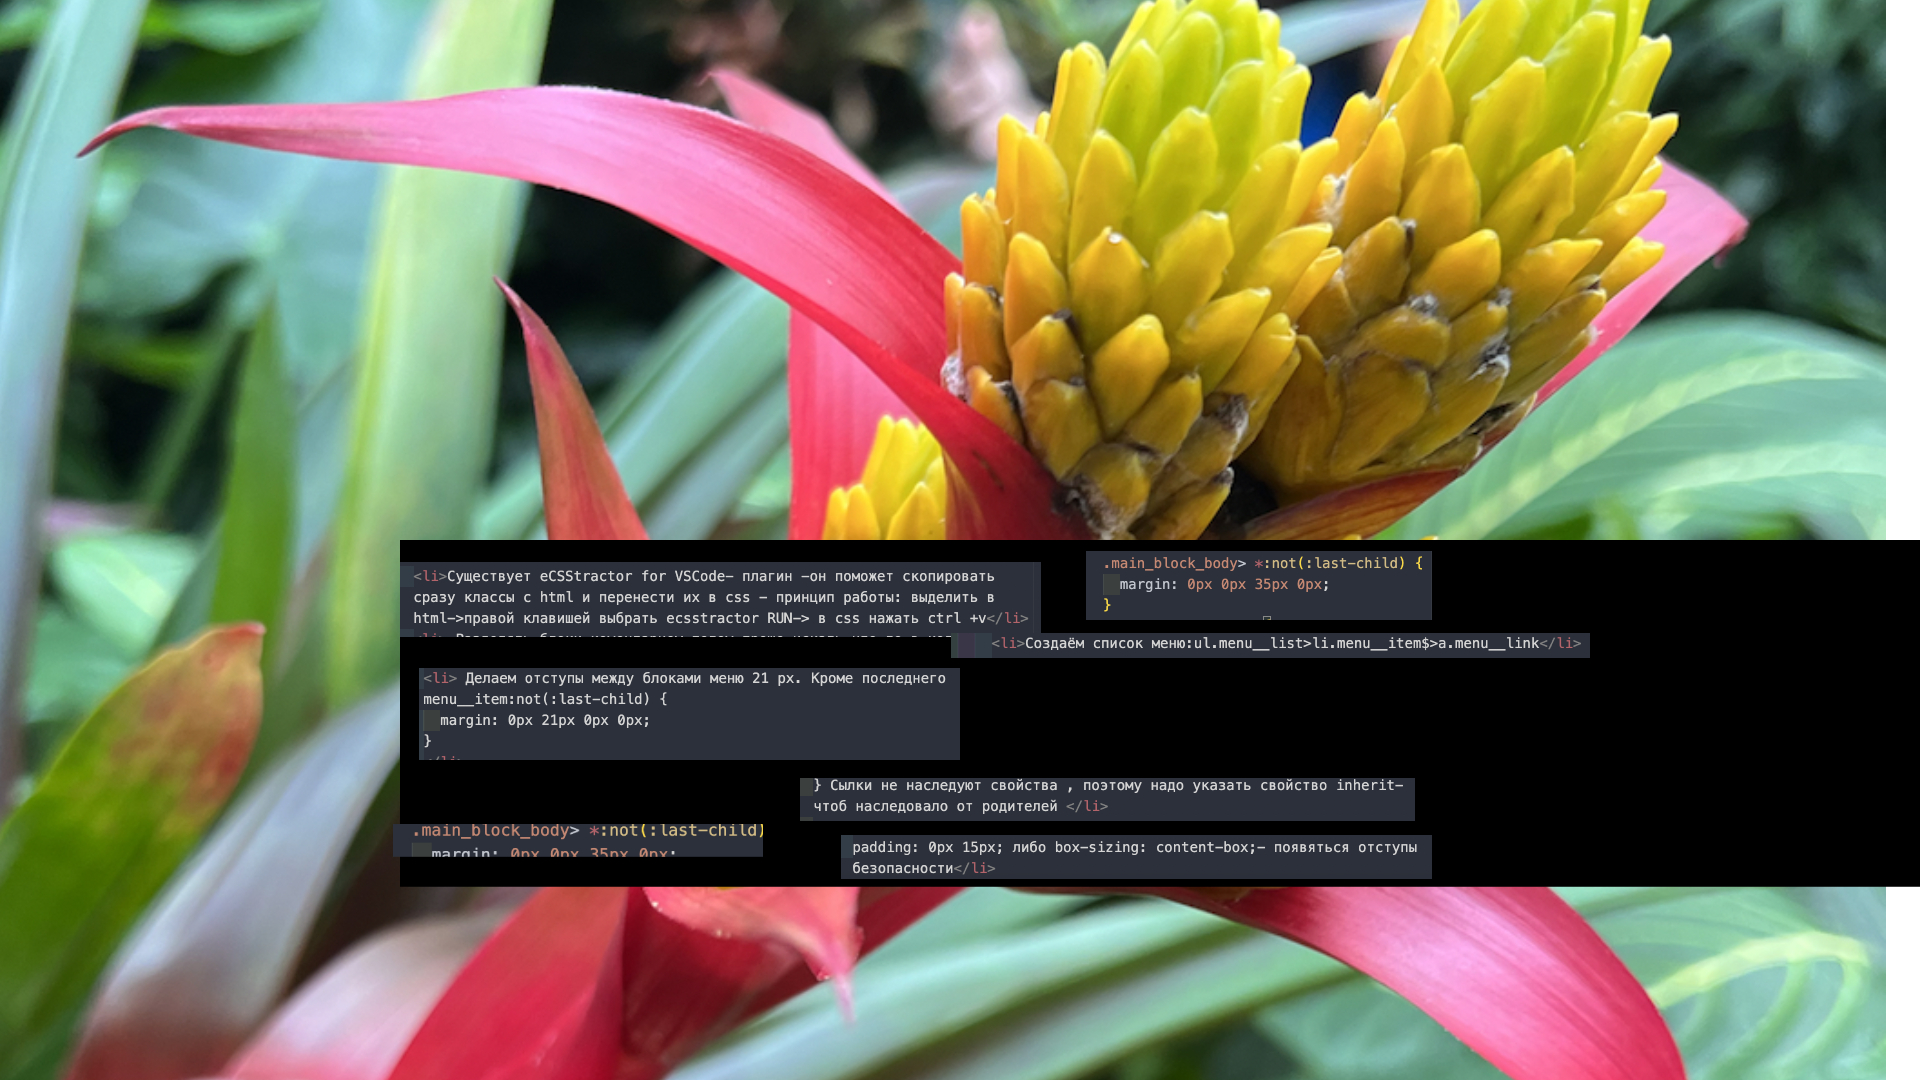 <li>Существует eCSStractor for VSCode– плагин –он поможет скопировать
сразу классы с html и перенести их в css – принцип работы: выделить в
html–>правой клавишей выбрать ecsstractor RUN–> в css нажать ctrl +v</li>
.main_block_body> *:not(:last-child) {
margin: 0px 0px 35px 0px;
}
<li>Создаём список меню:ul.menu__list>li.menu__item$>a.menu__link</li>
<li> Делаем отступы между блоками меню 21 px. Кроме последнего
menu__item:not(:last-child) {
margin: 0px 21px 0px 0px;
}
} Сылки не наследуют свойства , поэтому надо указать свойство inherit–
чтоб наследовало от родителей </li>
.main_block_body> *:not(:last-child)
margin: 0px 0px 35px 0px;
padding: 0px 15px; либо box-sizing: content-box;– появяться отступы
безопасности</li>